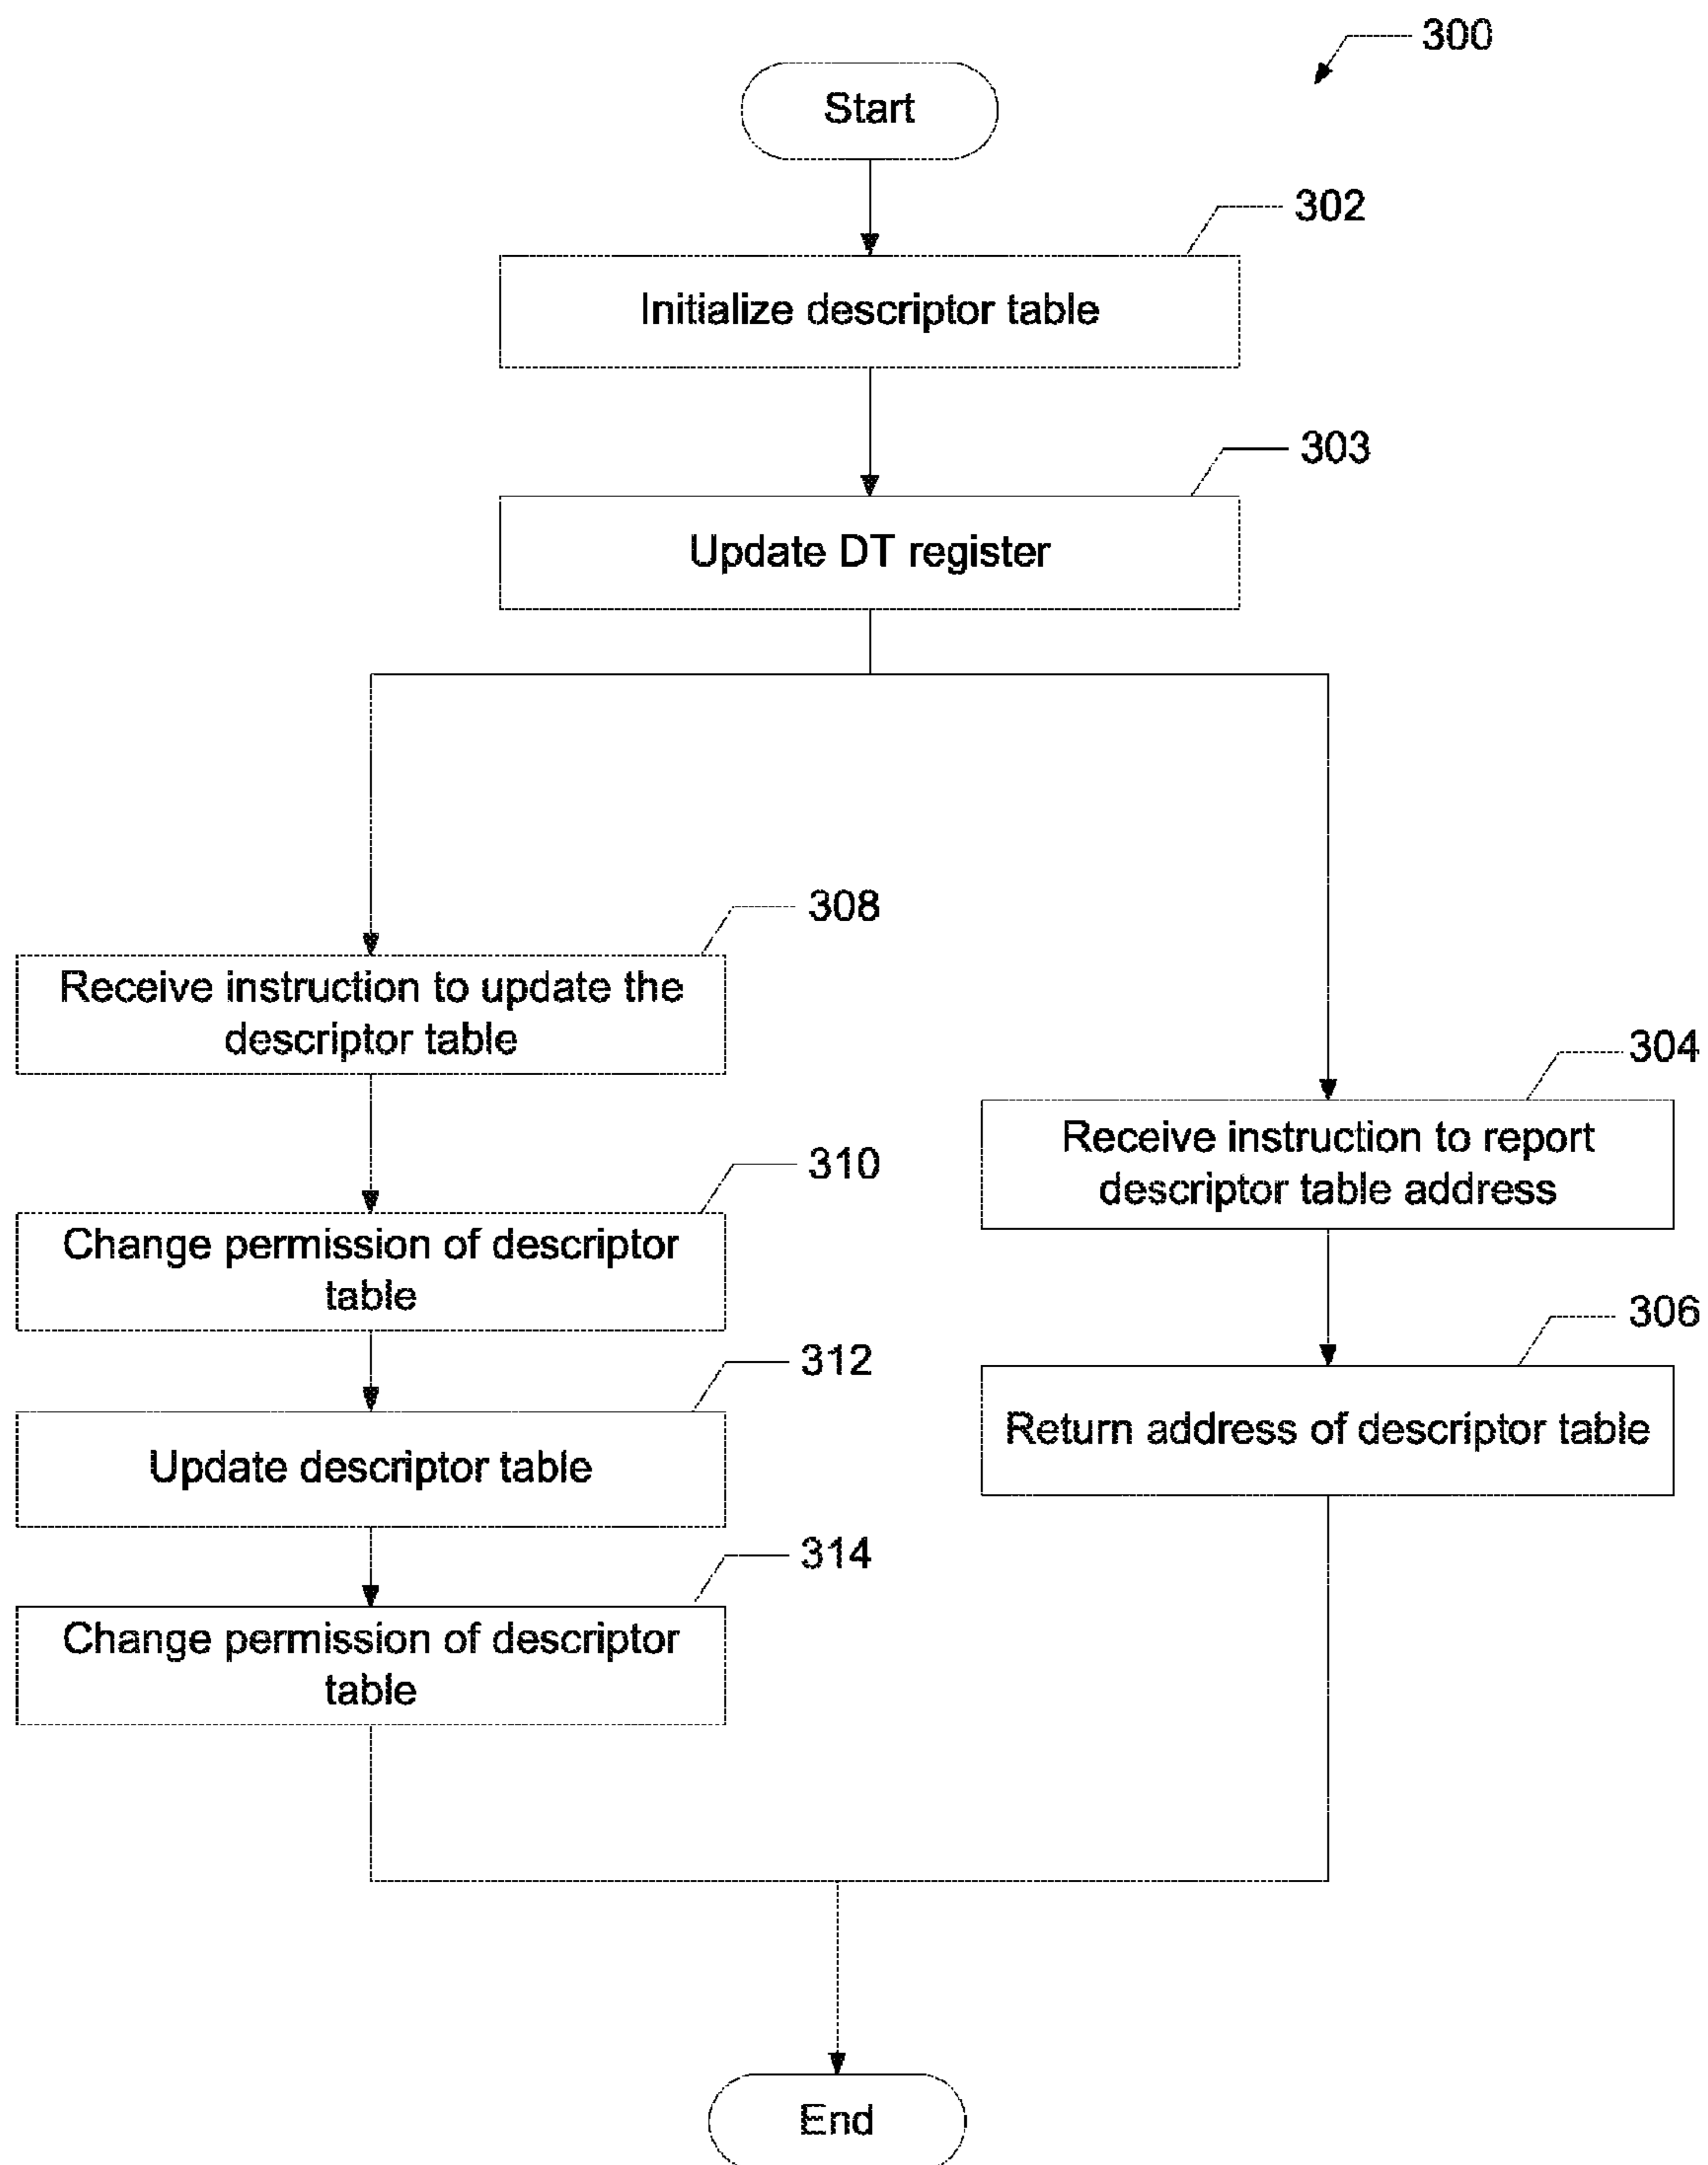 300
Start
302
Initialize descriptor table
303
Update DT register
308
Receive instruction to update the
descriptor table
310
Change permission of descriptor
table
312
Update descriptor table
314
Change permission of descriptor
table
304
Receive instruction to report
descriptor table address
306
Return address of descriptor table
End